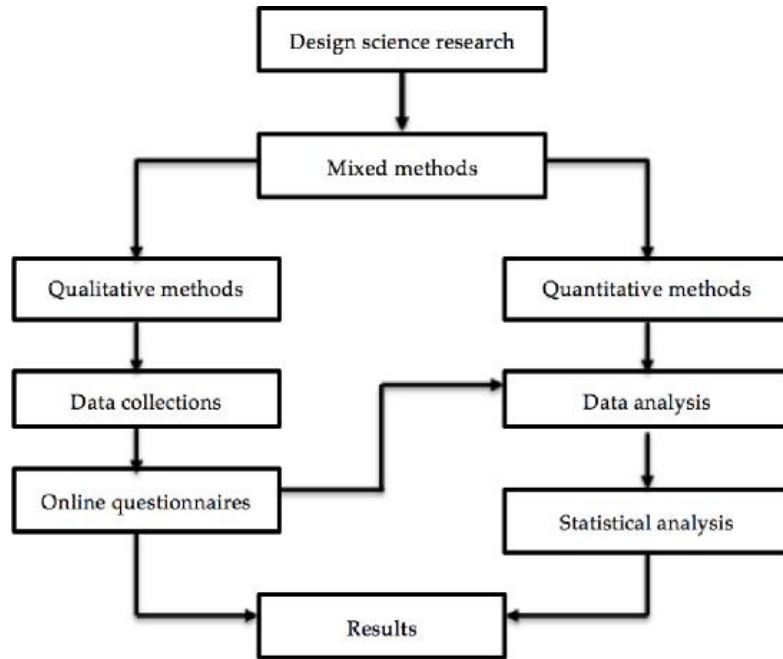 Design science research
Mixed methods
Qualitative methods
Quantitative methods
Data collections
Data analysis
Online questionnaires
Statistical analysis
Results